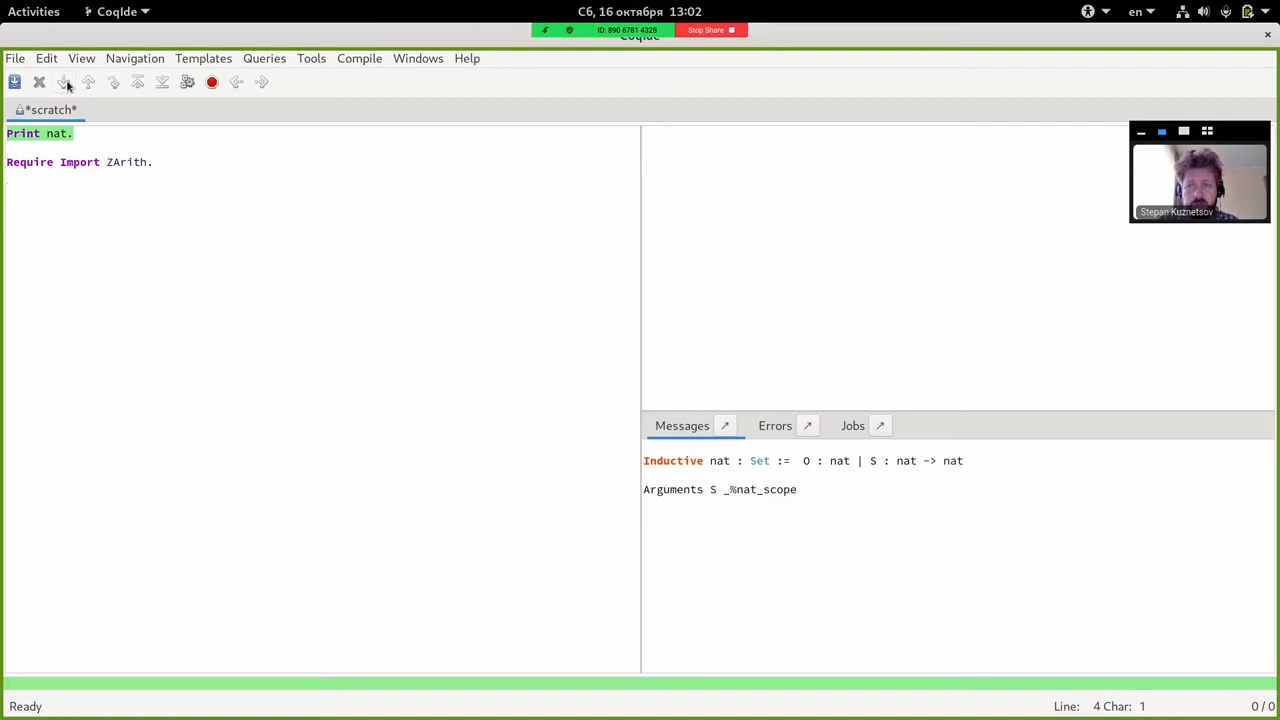 Activities CoqIde Сб, 16 октября 13:02 en
ID: 890 6781 4328 Stop Share
CoqIde
File Edit View Navigation Templates Queries Tools Compile Windows Help
*scratch*
Print nat.
Require Import ZArith.
Stepan Kuznetsov
Messages Errors Jobs
Inductive nat : Set := O : nat | S : nat -> nat
Arguments S _%nat_scope
Ready Line: 4 Char: 1 0 / 0